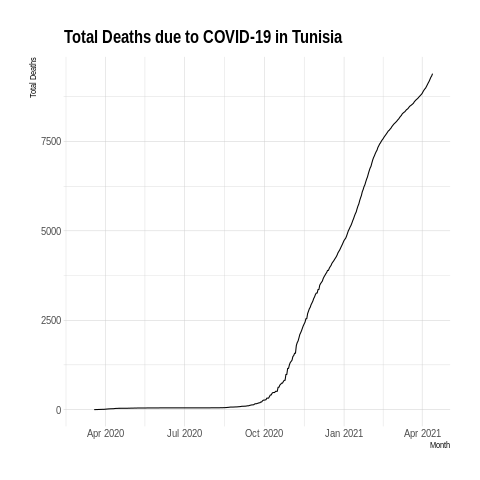 Total Deaths due to COVID-19 in Tunisia
Total Deaths
7500
5000
2500
0
Apr 2020 Jul 2020 Oct 2020 Jan 2021 Apr 2021
Month